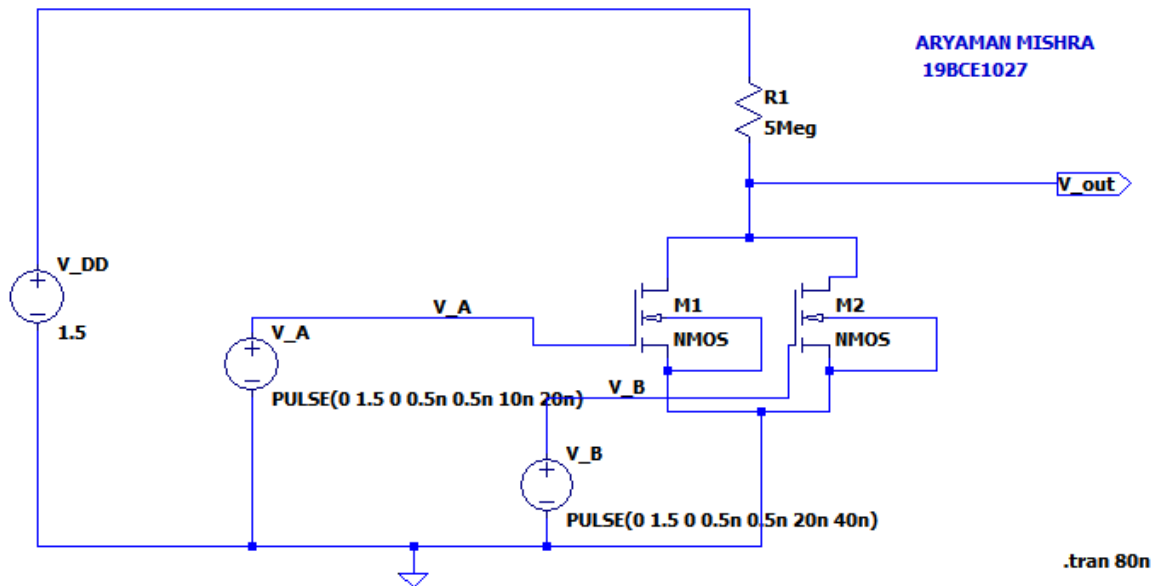 ARYAMAN MISHRA
19BCE1027
R1
5Meg
V_out
V_DD
1.5
V_A
V_A
PULSE(0 1.5 0 0.5n 0.5n 10n 20n)
M1
NMOS
M2
NMOS
V_B
V_B
PULSE(0 1.5 0 0.5n 0.5n 20n 40n)
.tran 80n